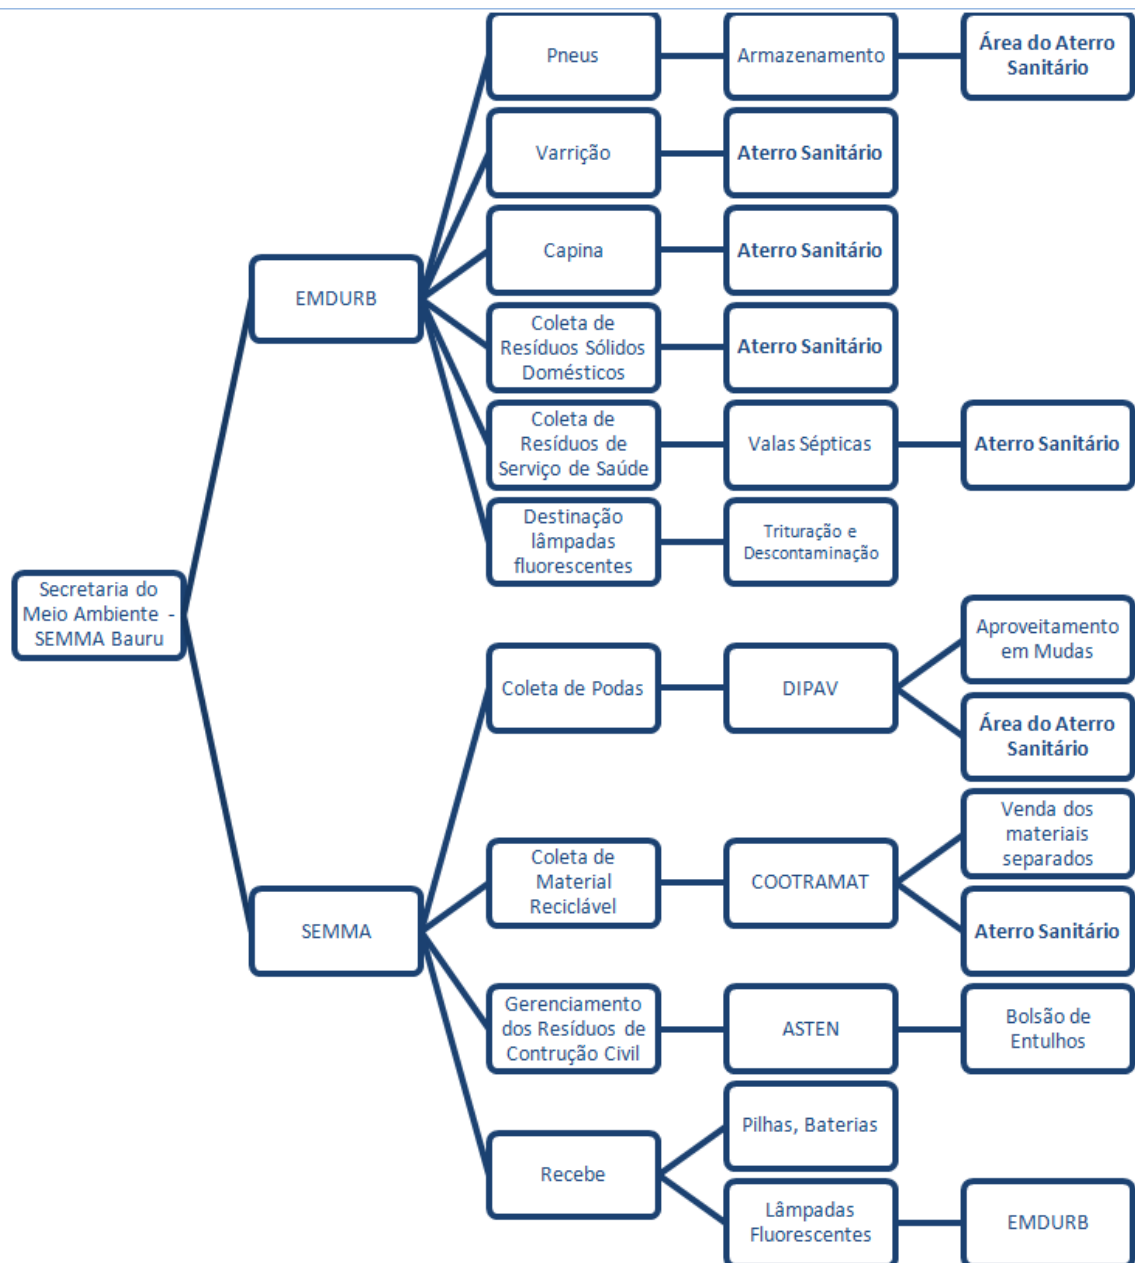 Pneus
Armazenamento
Área do Aterro
Sanitário
Varrição
Aterro Sanitário
Capina
Aterro Sanitário
EMDURB
Coleta de
Resíduos Sólidos
Domésticos
Aterro Sanitário
Coleta de
Resíduos de
Serviço de Saúde
Valas Sépticas
Aterro Sanitário
Destinação
lâmpadas
fluorescentes
Trituração e
Descontaminação
Secretaria do
Meio Ambiente -
SEMMA Bauru
Coleta de Podas
DIPAV
Aproveitamento
em Mudas
Área do Aterro
Sanitário
SEMMA
Coleta de
Material
Reciclável
COOTRAMAT
Venda dos
materiais
separados
Aterro Sanitário
Gerenciamento
dos Resíduos de
Contrução Civil
ASTEN
Bolsão de
Entulhos
Recebe
Pilhas, Baterias
Lâmpadas
Fluorescentes
EMDURB